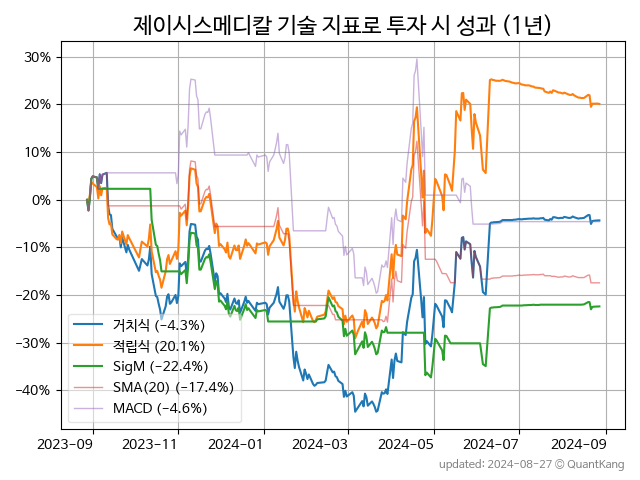 제이시스메디칼 기술 지표로 투자 시 성과 (1년)
30%
20%
10%
0%
−10%
−20%
−30%
−40%
거치식 (−4.3%)
적립식 (20.1%)
SigM (−22.4%)
SMA(20) (−17.4%)
MACD (−4.6%)
2023-09
2023-11
2024-01
2024-03
2024-05
2024-07
2024-09
updated: 2024-08-27 © QuantKang